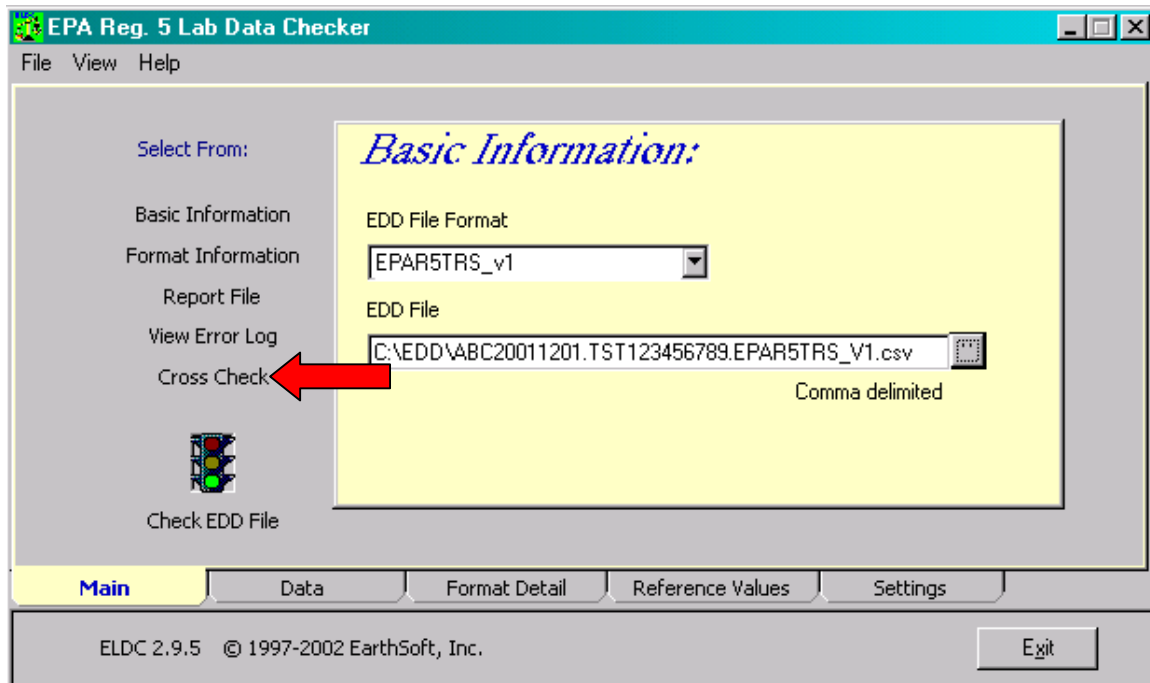 EPA Reg. 5 Lab Data Checker
File View Help
Select From:
Basic Information
Format Information
Report File
View Error Log
Cross Check
Check EDD File
Basic Information:
EDD File Format
EPAR5TRS_v1
EDD File
C:\EDD\ABC20011201.TST123456789.EPAR5TRS_V1.csv
Comma delimited
Main Data Format Detail Reference Values Settings
ELDC 2.9.5 © 1997-2002 EarthSoft, Inc.
Exit